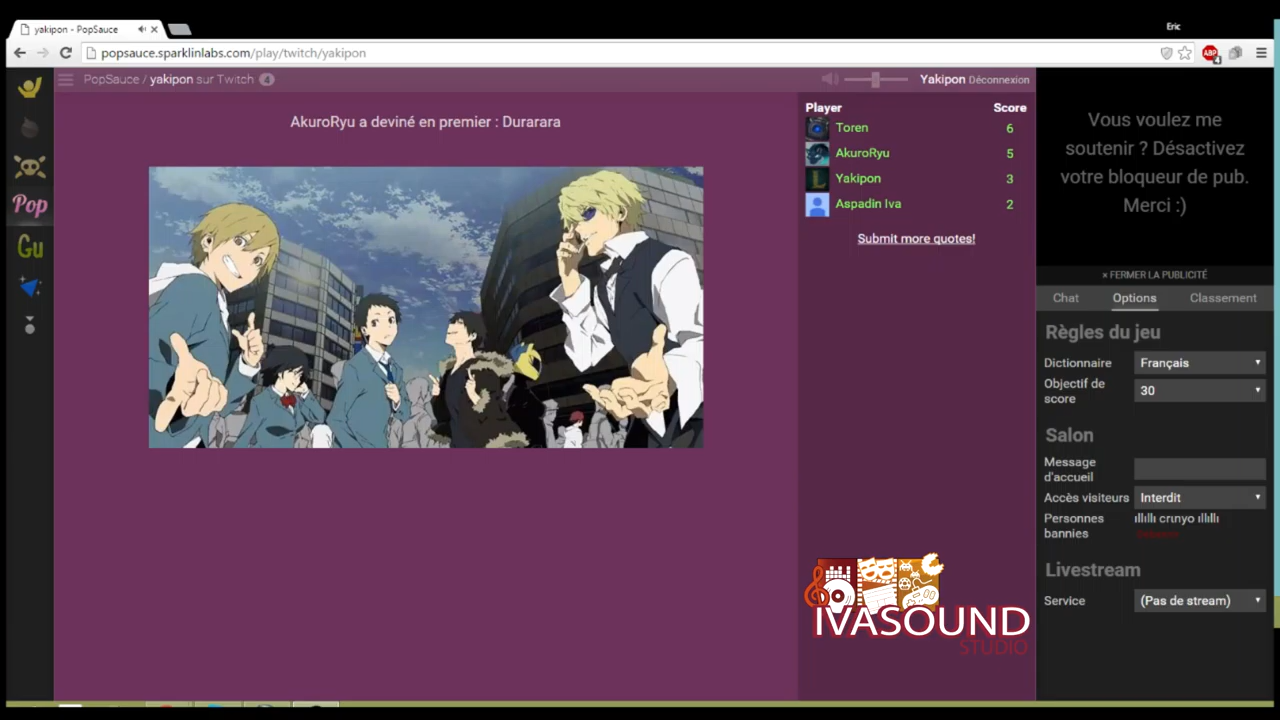 yakipon - PopSauce
Eric
popsauce.sparklinlabs.com/play/twitch/yakipon
ABP
4
PopSauce / yakipon sur Twitch 4
Yakipon Déconnexion
Pop
Gu
AkuroRyu a deviné en premier : Durarara
Player Score
Toren 6
AkuroRyu 5
L
Yakipon 3
Aspadin Iva 2
Submit more quotes!
Vous voulez me
soutenir ? Désactivez
votre bloqueur de pub.
Merci :)
× FERMER LA PUBLICITÉ
Chat Options Classement
Règles du jeu
Dictionnaire Français
Objectif de
score 30
Salon
Message
d'accueil
Accès visiteurs Interdit
Personnes
bannies
ıllıllı crunyo ıllıllı
Livestream
Service (Pas de stream)
IVASOUND
STUDIO